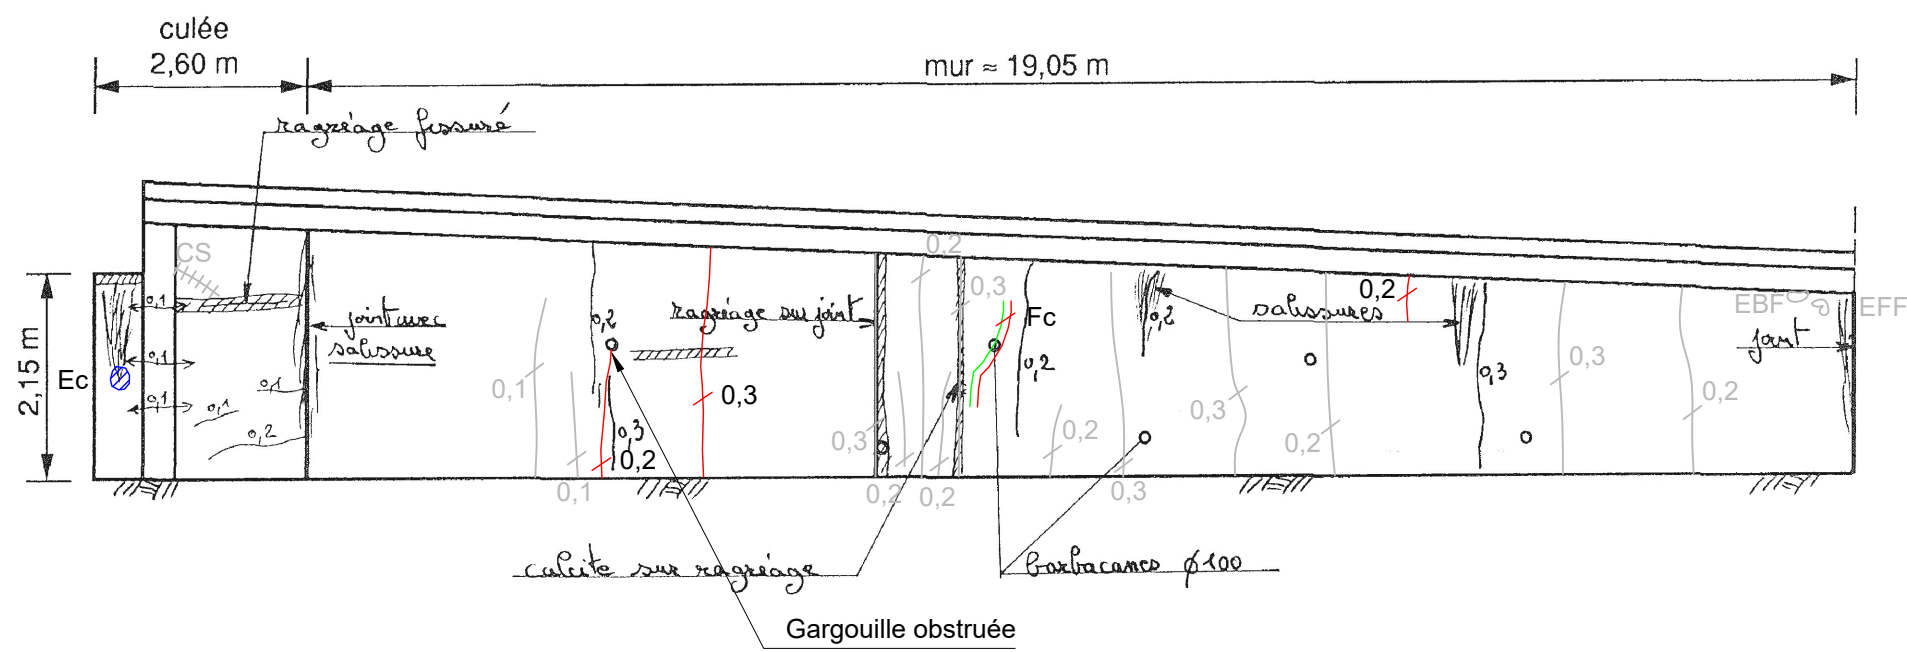 culée
2,60 m
mur ≈ 19,05 m
ragréage fissuré
CS
0,2
0,1
2,15 m
Ec
joint avec
salissure
0,2
ragréage sur joint
0,3
Fc
0,2
salissures
0,2
EBF
EFF
joint
0,1
0,1
0,1
0,1
0,2
0,1
0,3
0,3
0,2
0,3
0,2
0,3
0,2
0,3
0,3
0,2
0,2
0,1
0,2
0,2
0,3
calcite sur ragréage
barbacanes ϕ100
Gargouille obstruée